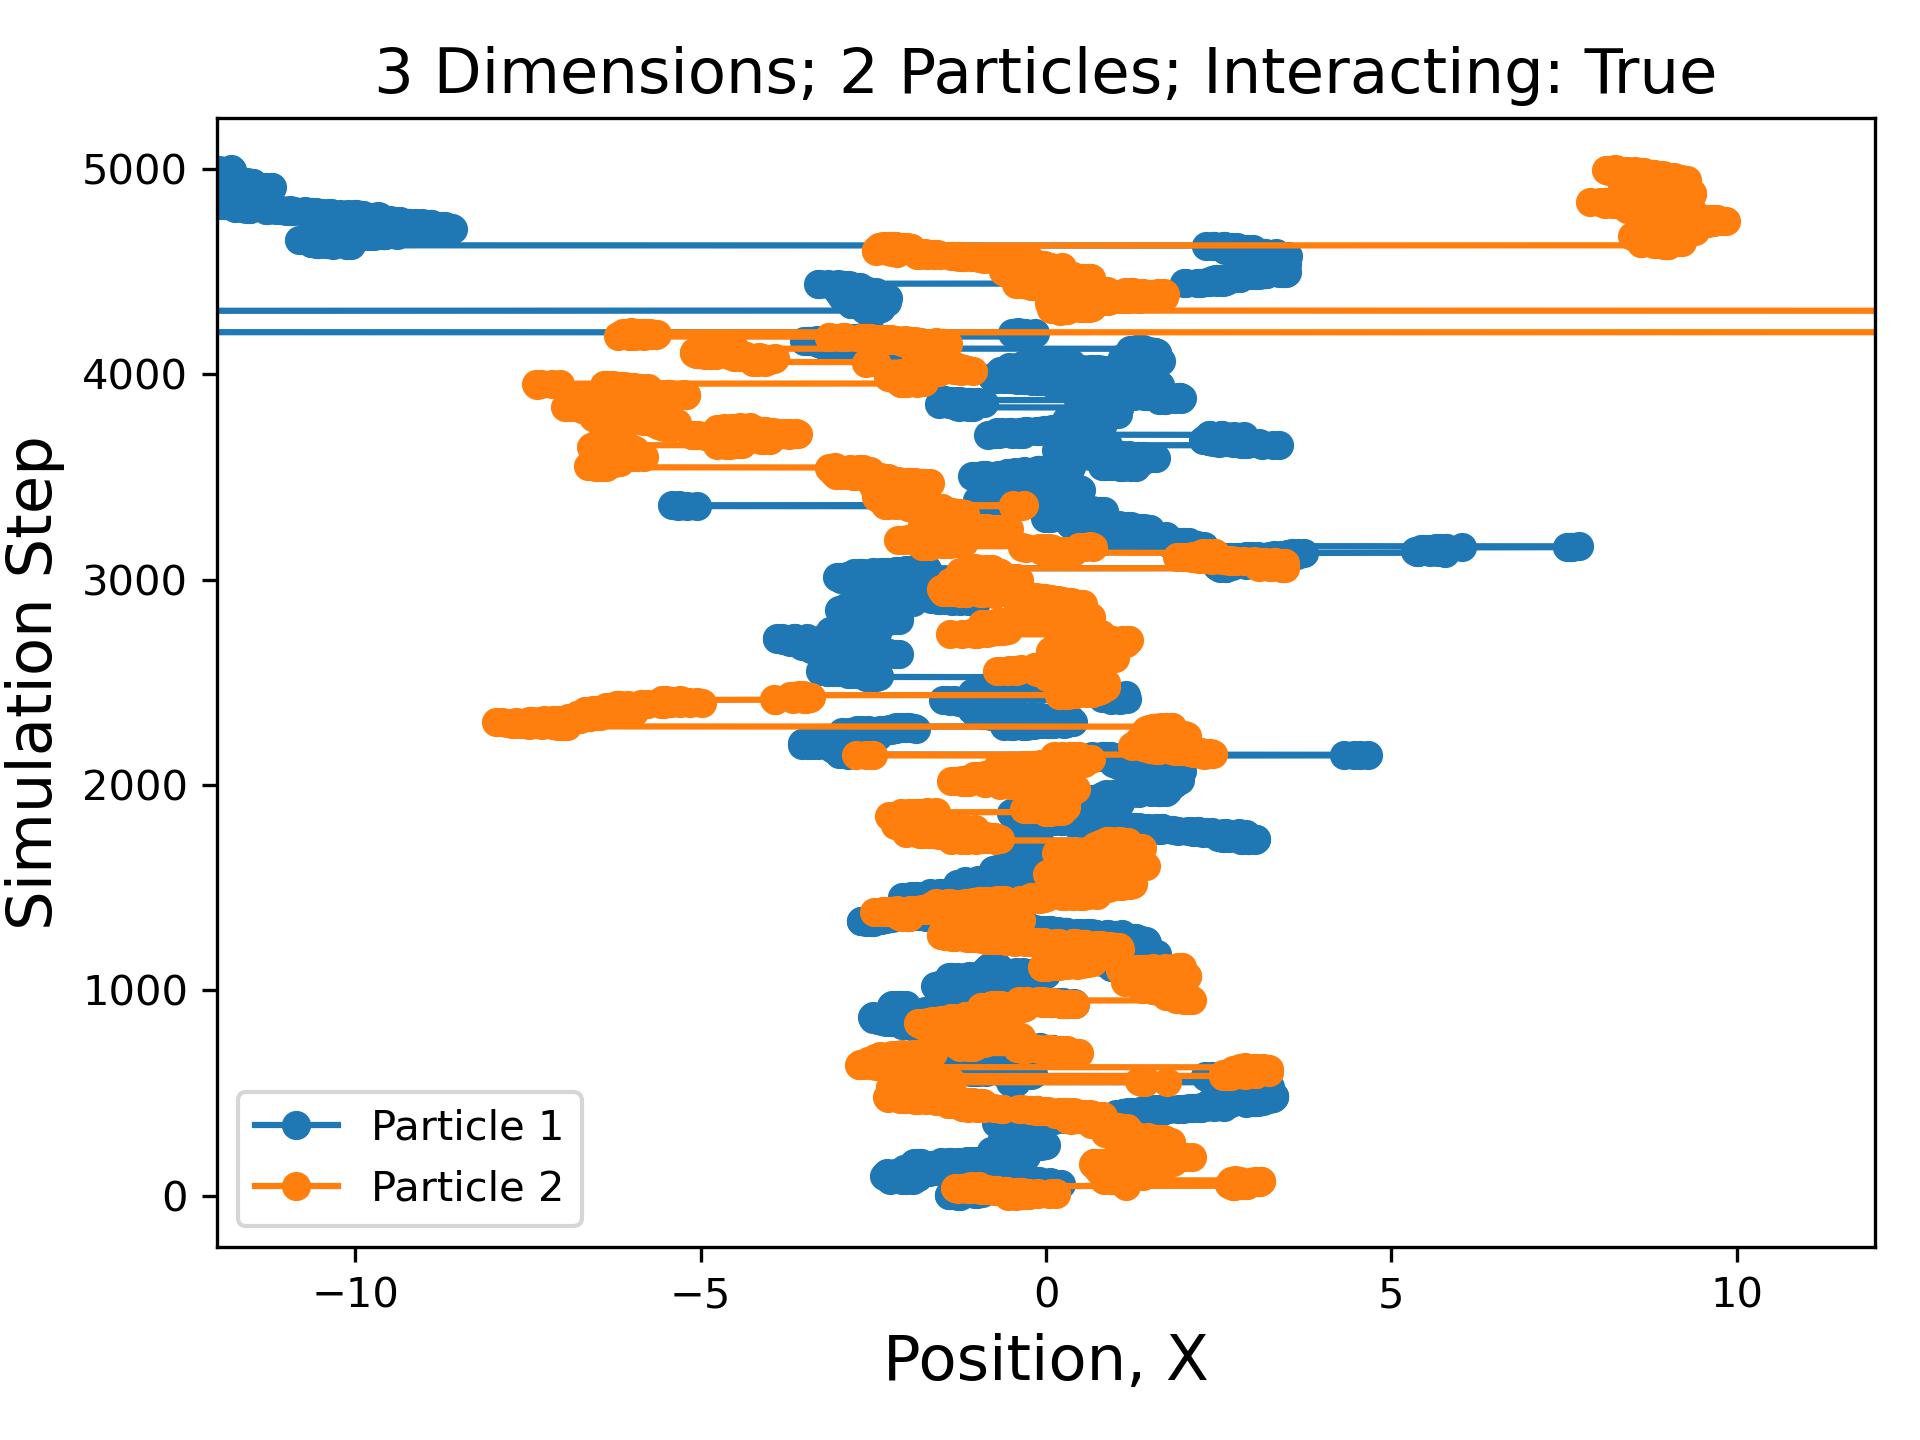 3 Dimensions; 2 Particles; Interacting: True
Simulation Step
5000
4000
3000
2000
1000
0
Particle 1
Particle 2
−10
−5
0
5
10
Position, X